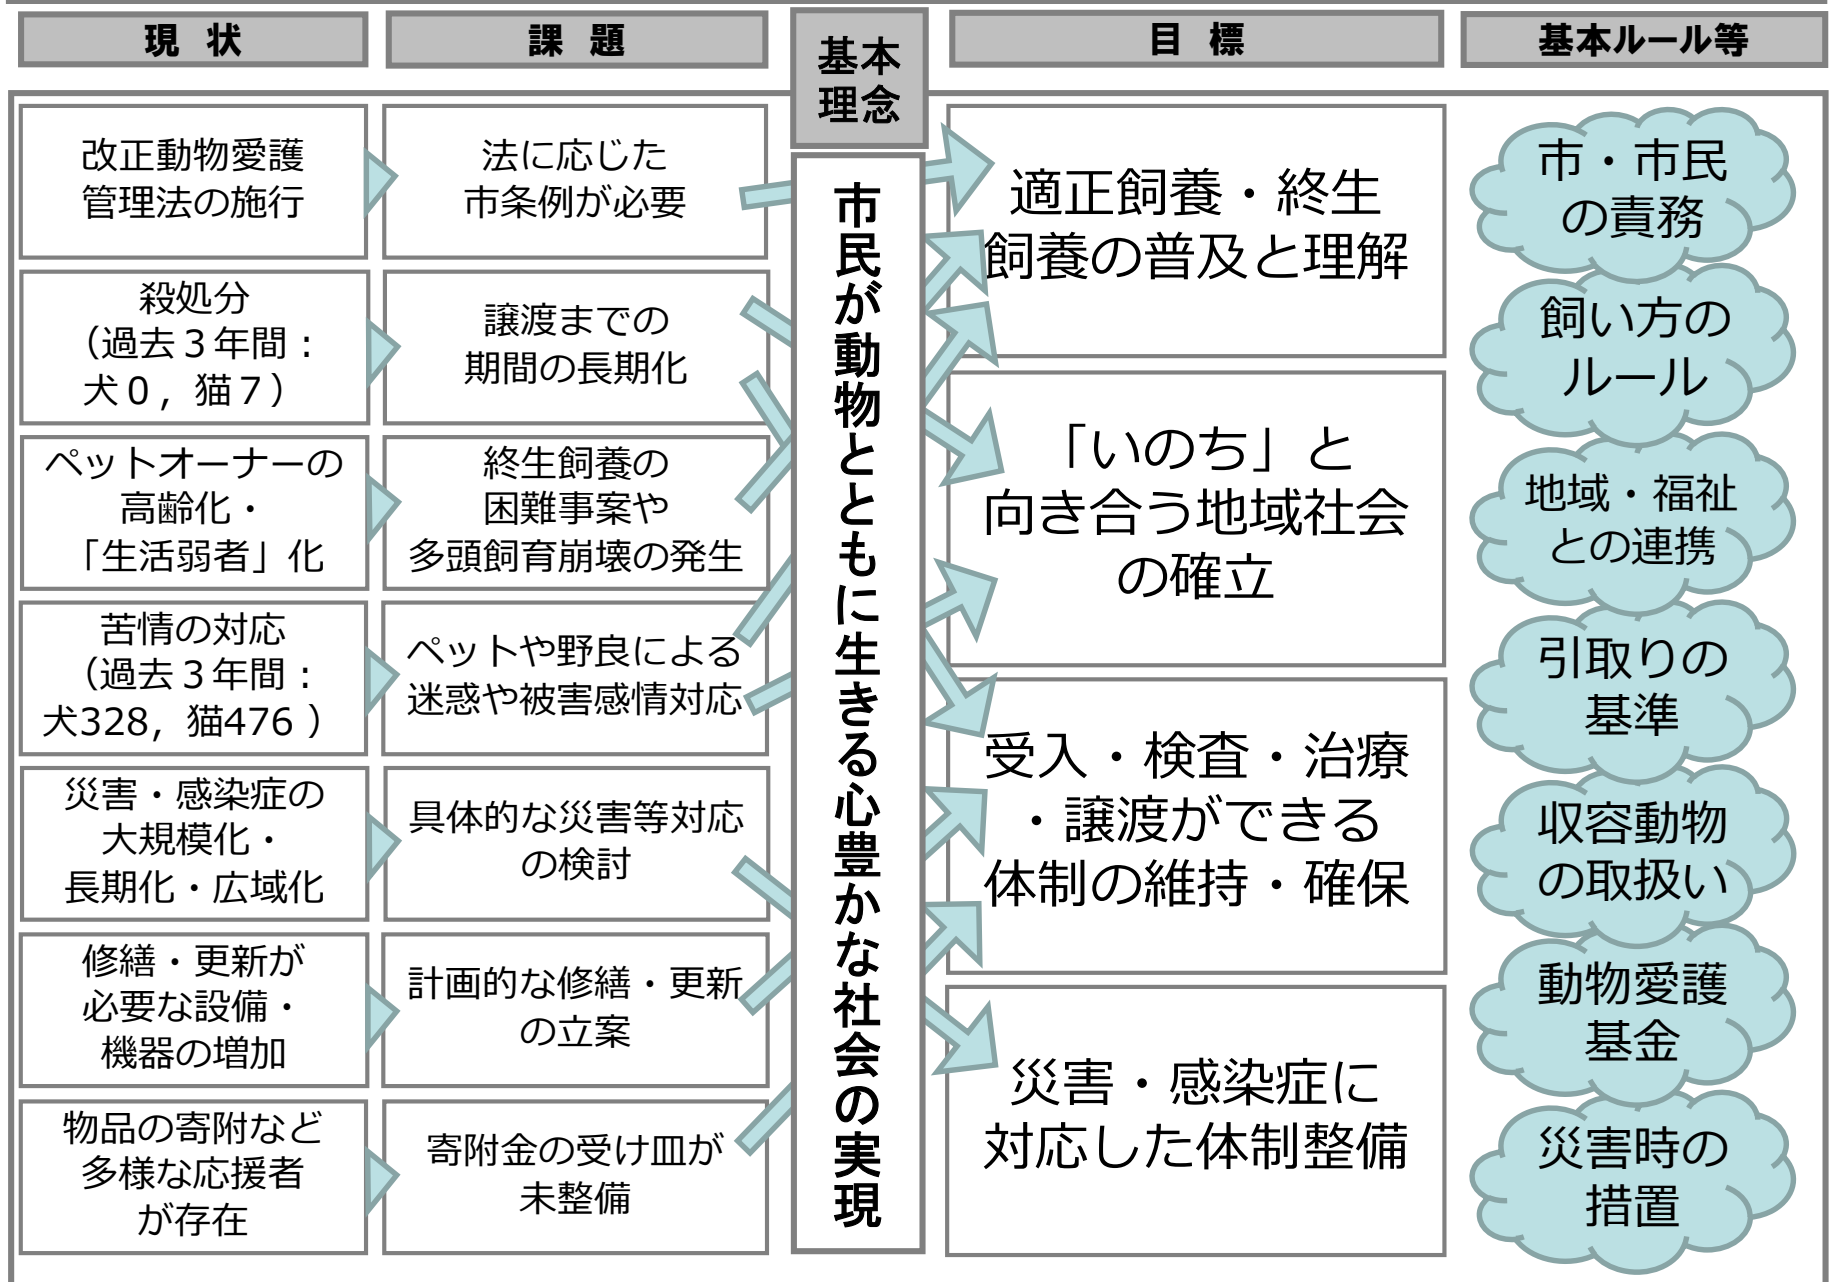 現 状
課 題
基本
理念
目 標
基本ルール等
改正動物愛護
管理法の施行
法に応じた
市条例が必要
殺処分
（過去３年間：
犬０，猫７）
譲渡までの
期間の長期化
ペットオーナーの
高齢化・
「生活弱者」化
終生飼養の
困難事案や
多頭飼育崩壊の発生
苦情の対応
（過去３年間：
犬328，猫476 ）
ペットや野良による
迷惑や被害感情対応
災害・感染症の
大規模化・
長期化・広域化
具体的な災害等対応
の検討
修繕・更新が
必要な設備・
機器の増加
計画的な修繕・更新
の立案
物品の寄附など
多様な応援者
が存在
寄附金の受け皿が
未整備
市民が動物とともに生きる心豊かな社会の実現
適正飼養・終生
飼養の普及と理解
「いのち」と
向き合う地域社会
の確立
受入・検査・治療
・譲渡ができる
体制の維持・確保
災害・感染症に
対応した体制整備
市・市民
の責務
飼い方の
ルール
地域・福祉
との連携
引取りの
基準
収容動物
の取扱い
動物愛護
基金
災害時の
措置